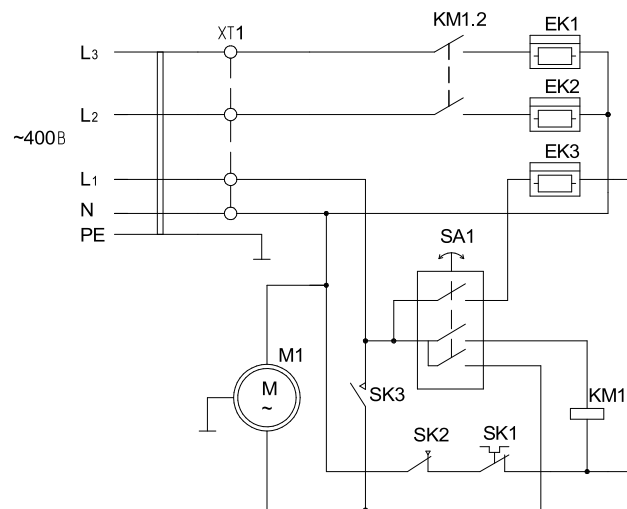 XT1
KM1.2
EK1
L3
EK2
L2
~400В
EK3
L1
N
PE
SA1
M1
M
~
SK3
KM1
SK2
SK1